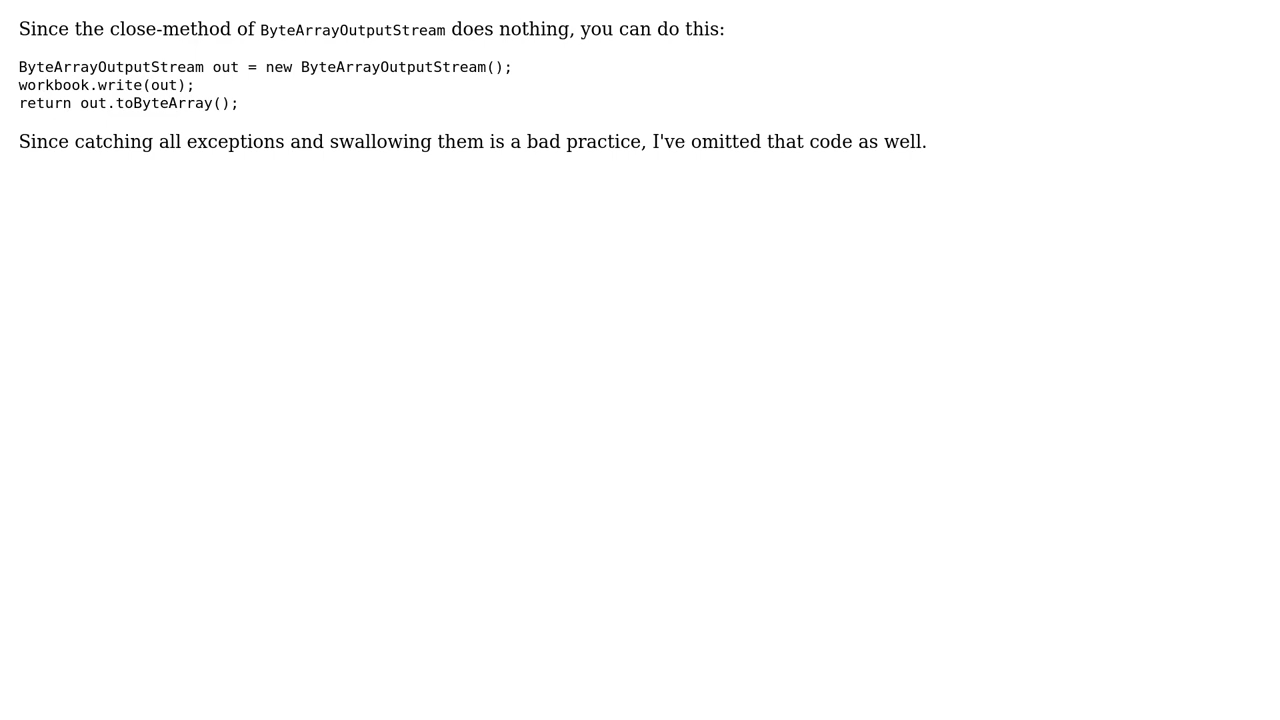 Since the close-method of ByteArrayOutputStream does nothing, you can do this:
ByteArrayOutputStream out = new ByteArrayOutputStream();
workbook.write(out);
return out.toByteArray();
Since catching all exceptions and swallowing them is a bad practice, I've omitted that code as well.